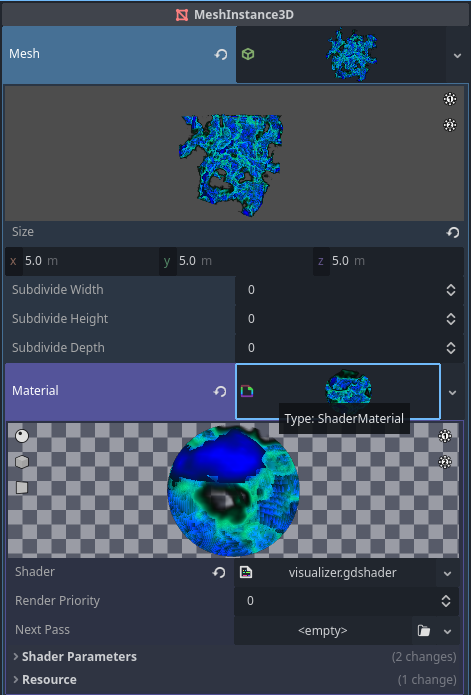 MeshInstance3D
Mesh
Size
x 5.0 m y 5.0 m z 5.0 m
Subdivide Width 0
Subdivide Height 0
Subdivide Depth 0
Material
Type: ShaderMaterial
Shader visualizer.gdshader
Render Priority 0
Next Pass <empty>
Shader Parameters (2 changes)
Resource (1 change)